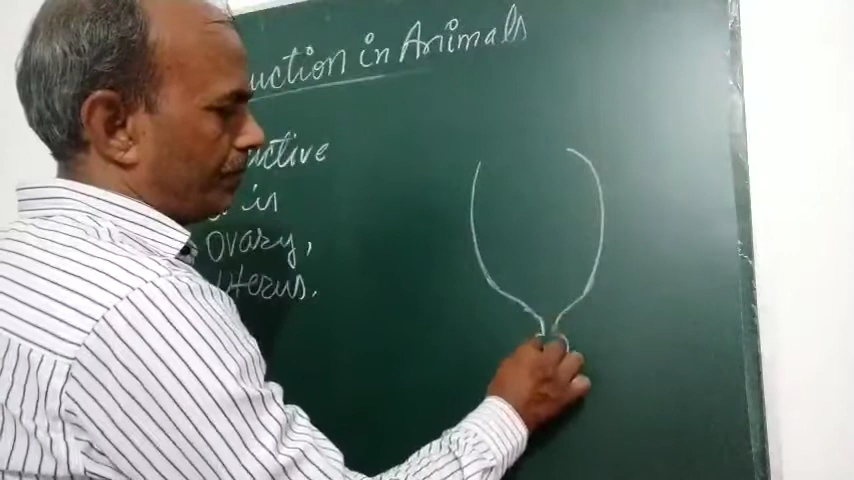 uction in Animals
uctive
in
ovary,
uterus.